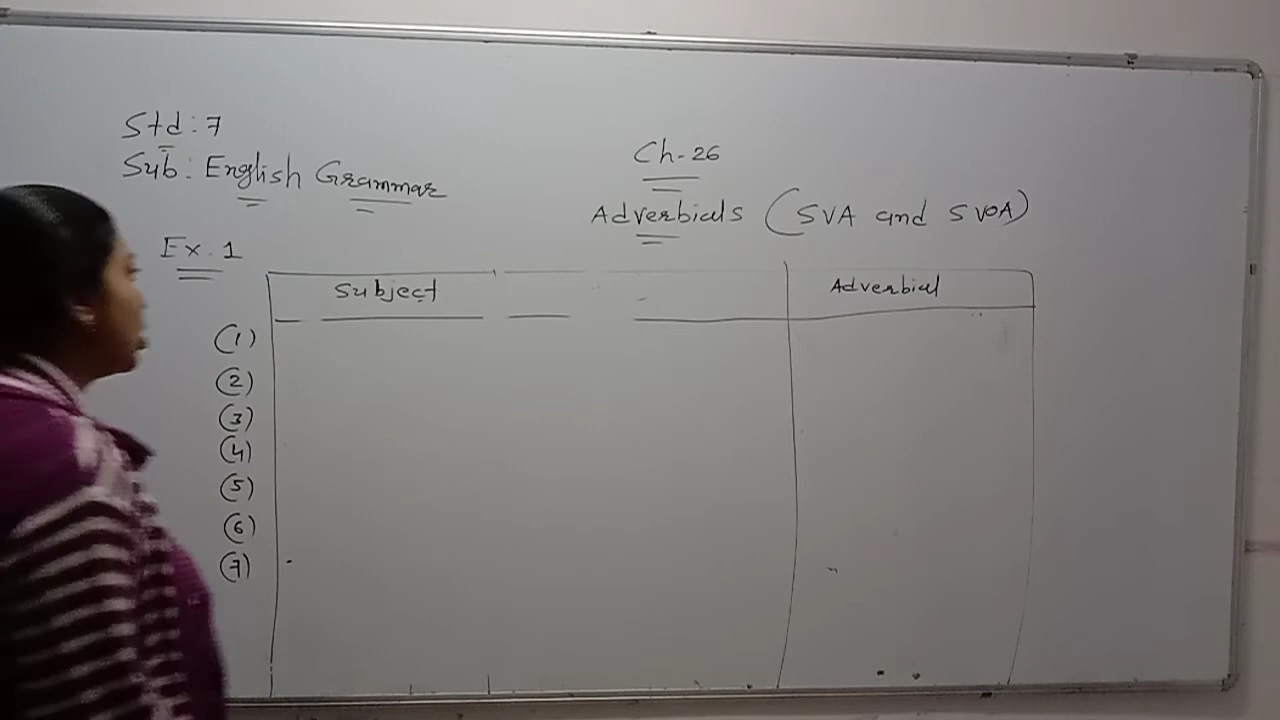 Std: 7
Sub: English Grammar
Ch-26
Adverbials (SVA and SVOA)
Ex. 1
Subject Adverbial
(1)
(2)
(3)
(4)
(5)
(6)
(7)